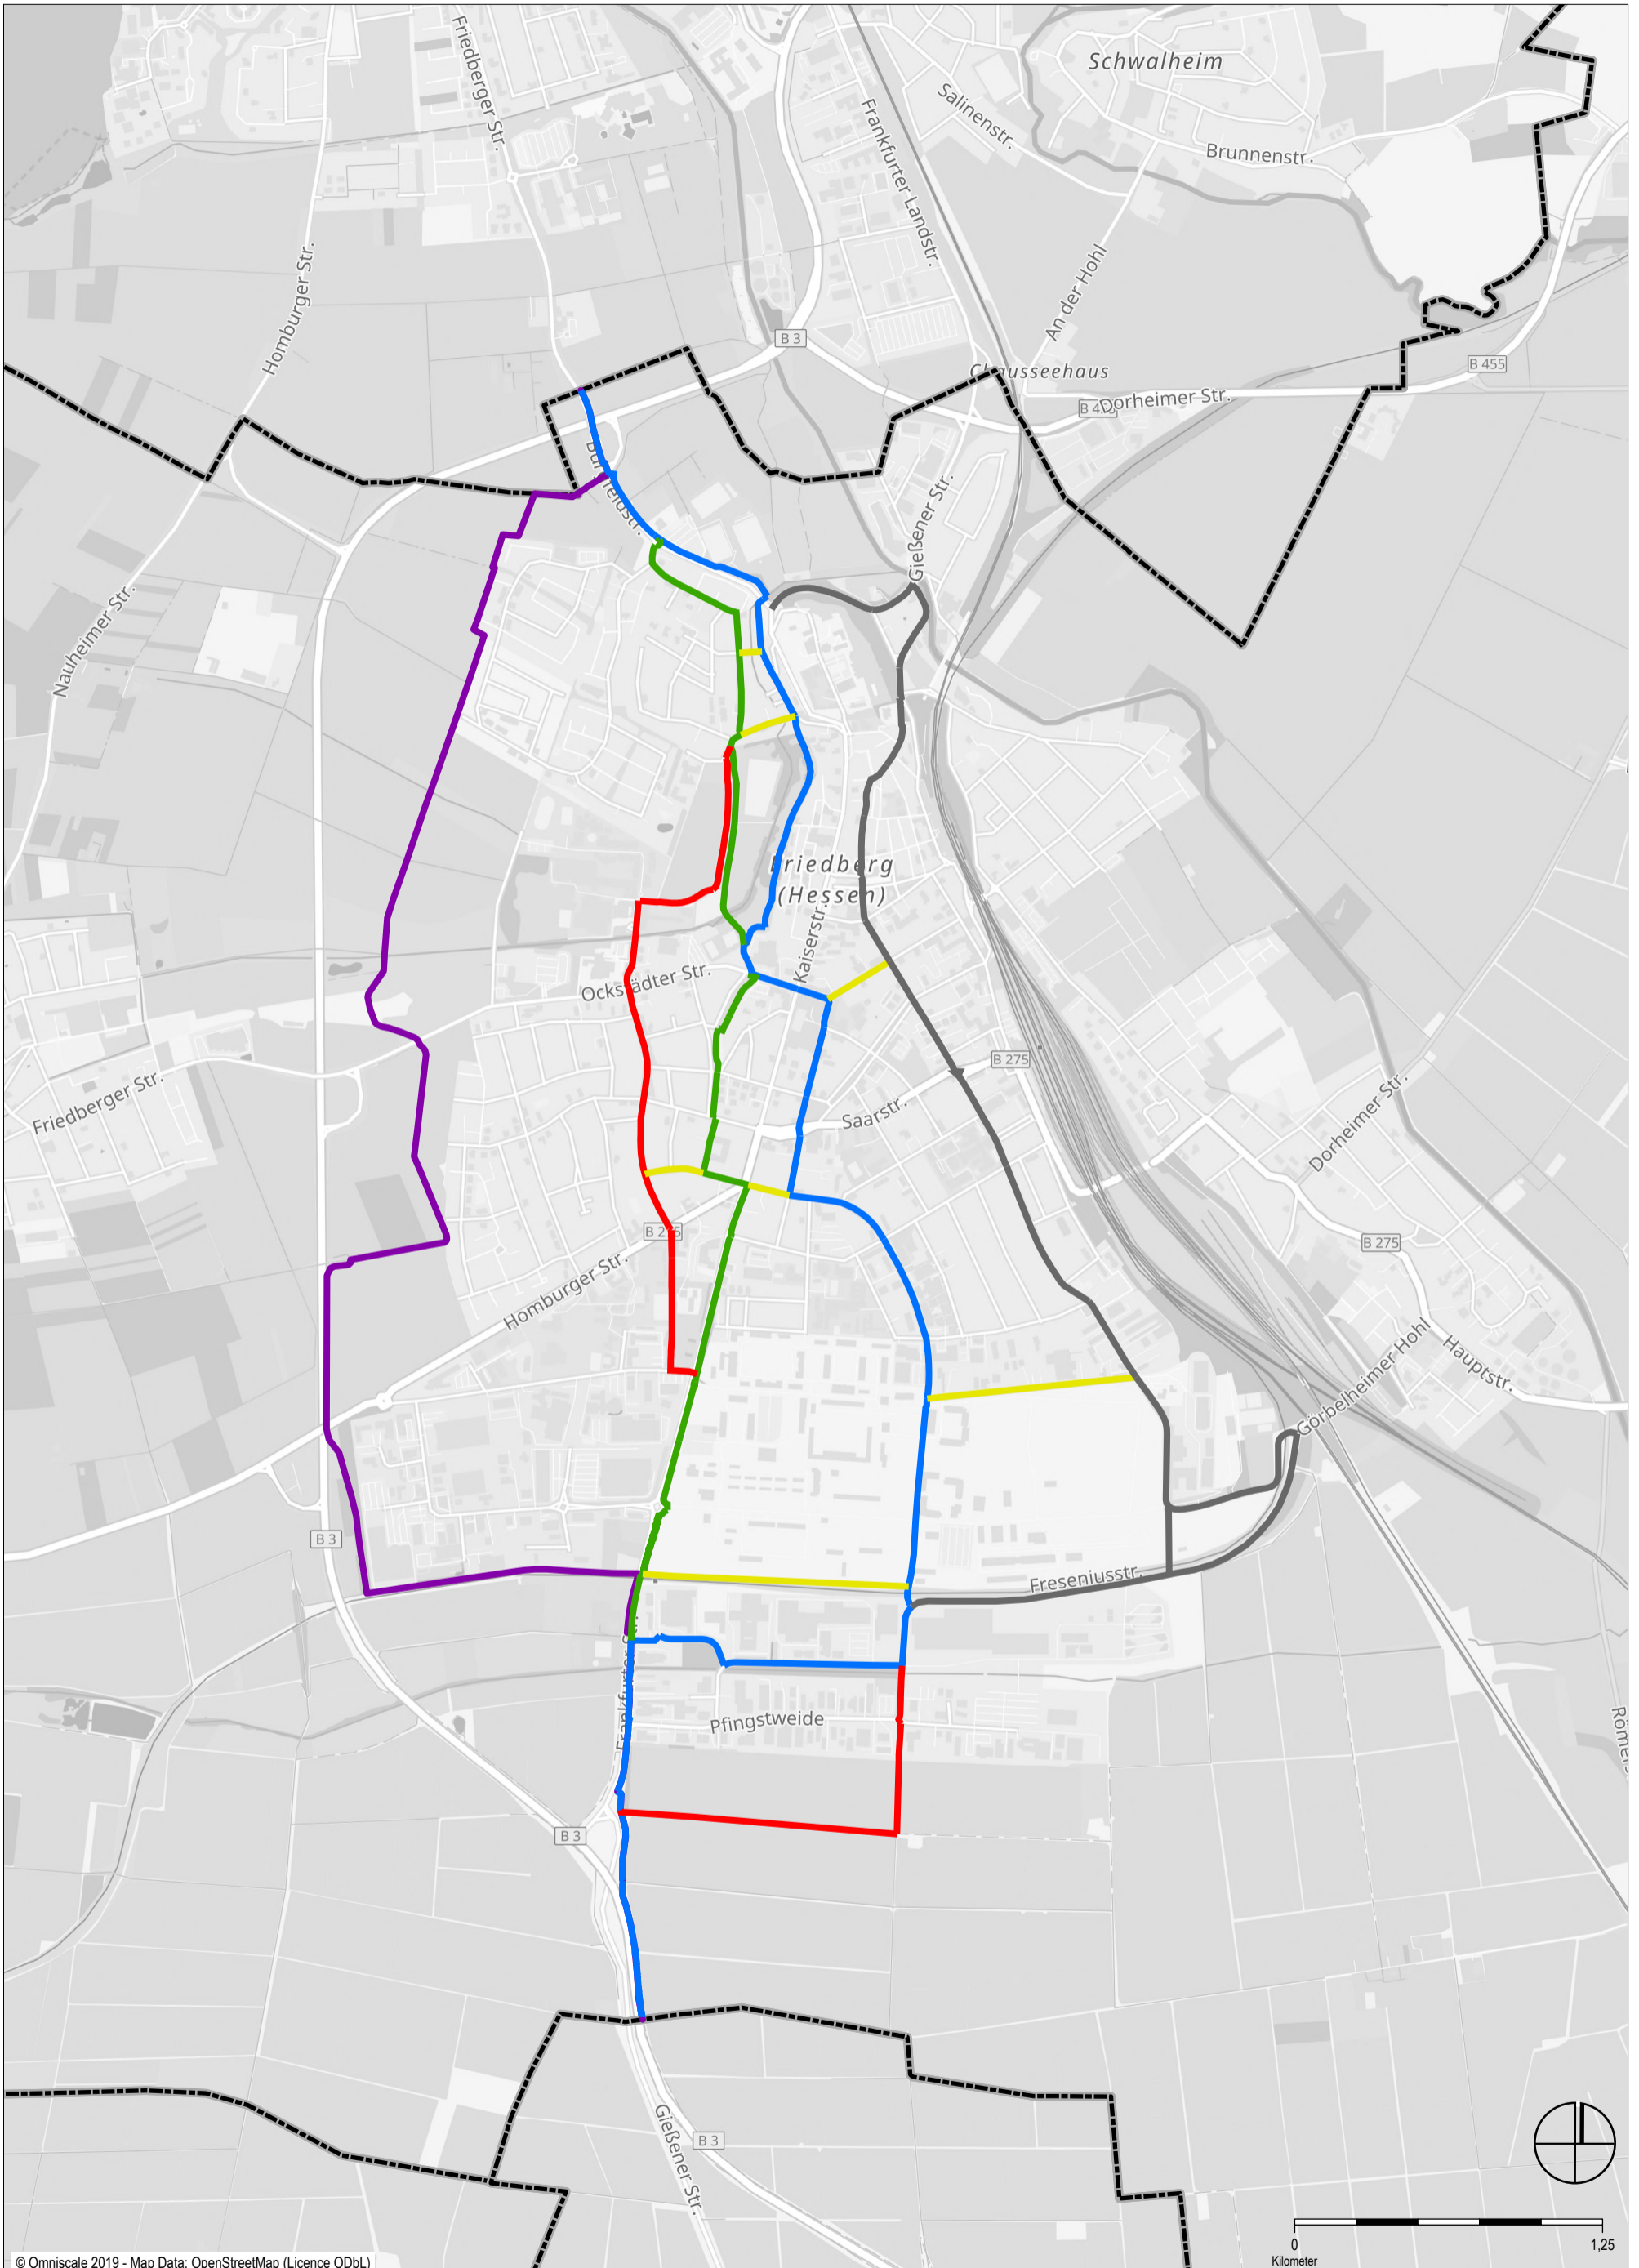 Friedberger Str.
Schwalheim
Salinenstr.
Frankfurter Landstr.
Brunnenstr.
Homburger Str.
An der Hohl
B 3
Chausseehaus
B 455
Dorheimer Str.
Gießener Str.
Nauheimer Str.
Friedberg
(Hessen)
Kaiserstr.
Ockstädter Str.
B 275
Friedberger Str.
Saarstr.
Dorheimer Str.
B 275
B 275
Homburger Str.
Görbelheimer Hohl
Hauptstr.
B 3
Freseniusstr.
Frankfurter Str.
Pfingstweide
B 3
Gießener Str.
B 3
0
1,25
Kilometer
© Omniscale 2019 - Map Data: OpenStreetMap (Licence ODbL)